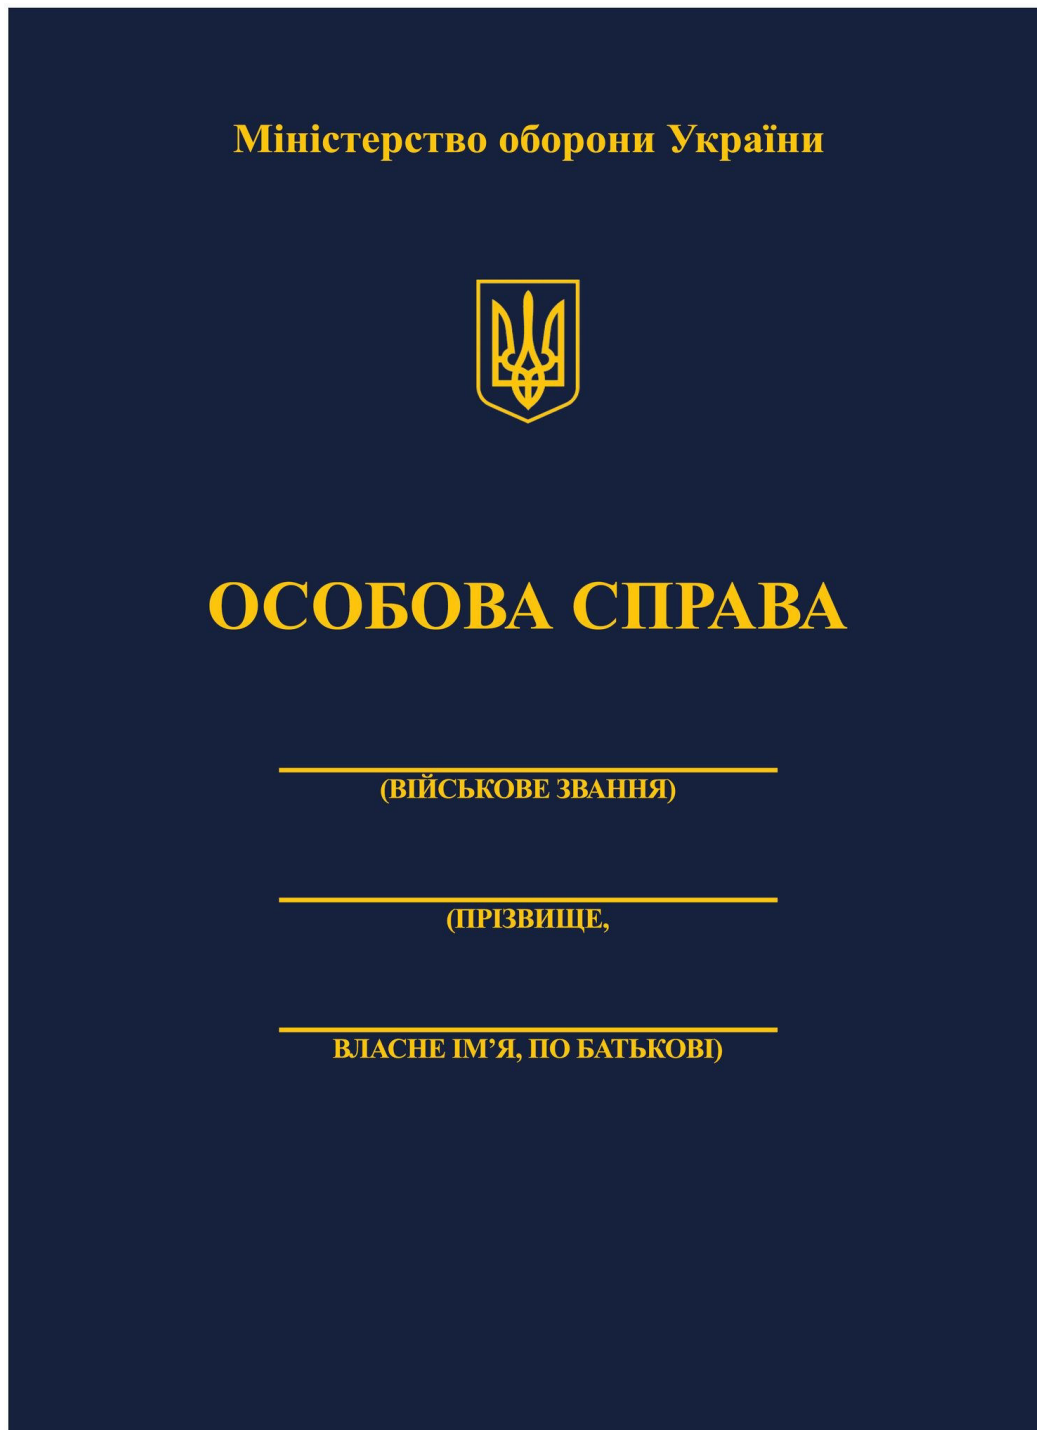 Міністерство оборони України
ОСОБОВА СПРАВА
(ВІЙСЬКОВЕ ЗВАННЯ)
(ПРІЗВИЩЕ,
ВЛАСНЕ ІМ’Я, ПО БАТЬКОВІ)